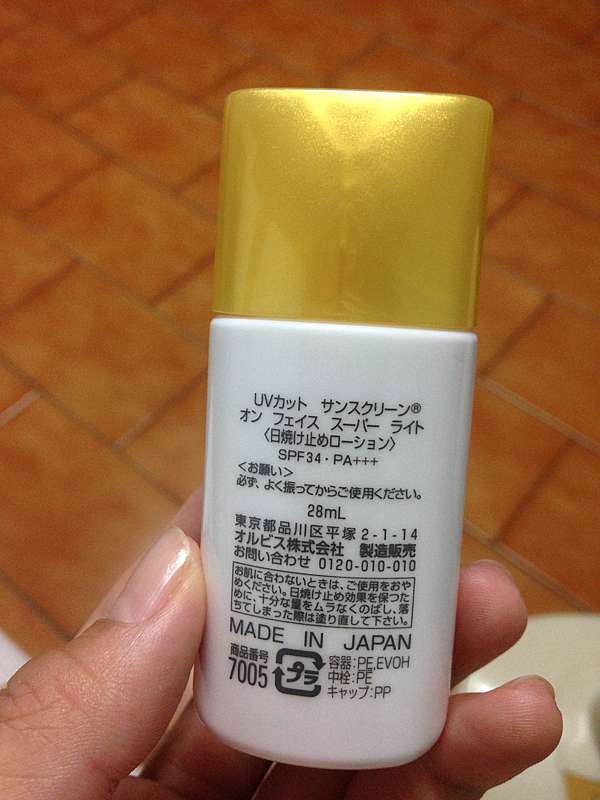 UVカット サンスクリーン®
オン フェイス スーパー ライト
〈日焼け止めローション〉
SPF34・PA+++
<お願い>
必ず、よく振ってからご使用ください。
28mL
東京都品川区平塚2-1-14
オルビス株式会社 製造販売
お問い合わせ 0120-010-010
お肌に合わないときは、ご使用をおや
めください。日焼け止め効果を保つた
めに、十分な量をムラなくのばし、落
ちてしまった際は塗り直して下さい。
MADE IN JAPAN
商品番号
7005
プラ
容器:PE,EVOH
中栓:PE
キャップ:PP